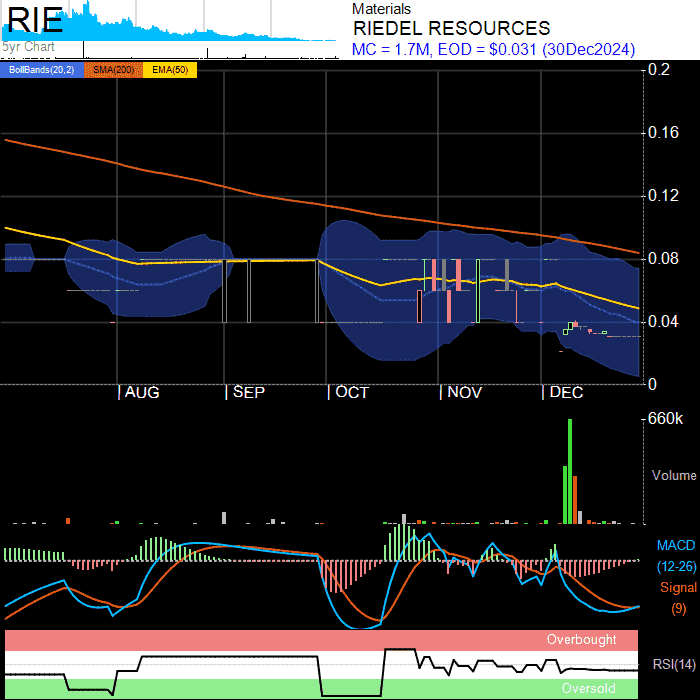 RIE
5yr Chart
Materials
RIEDEL RESOURCES
MC = 1.7M, EOD = $0.031 (30Dec2024)
BollBands(20,2) SMA(200) EMA(50)
0.2
0.16
0.12
0.08
0.04
0
AUG SEP OCT NOV DEC
660k
Volume
MACD
(12-26)
Signal
(9)
Overbought
RSI(14)
Oversold